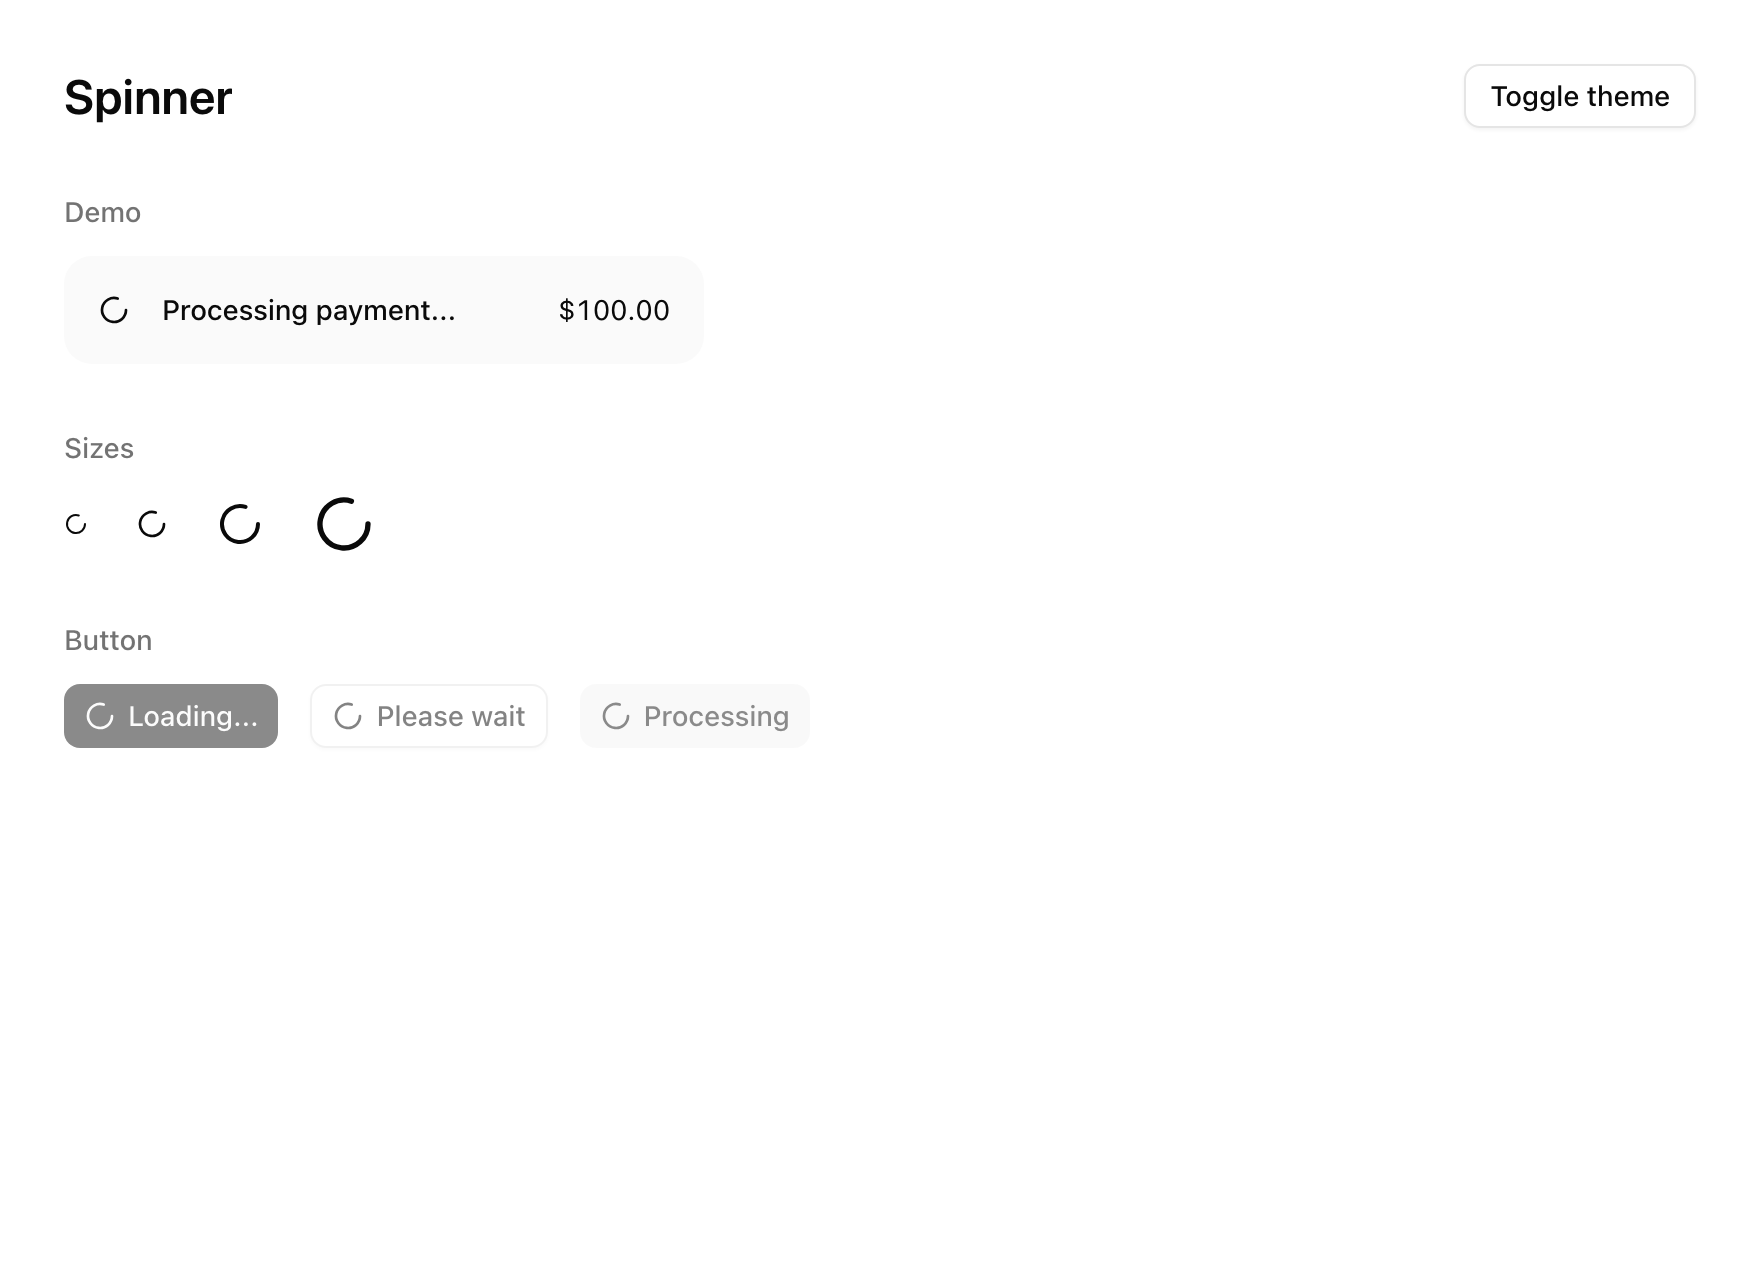 Spinner
Toggle theme
Demo
Processing payment...
$100.00
Sizes
Button
Loading...
Please wait
Processing